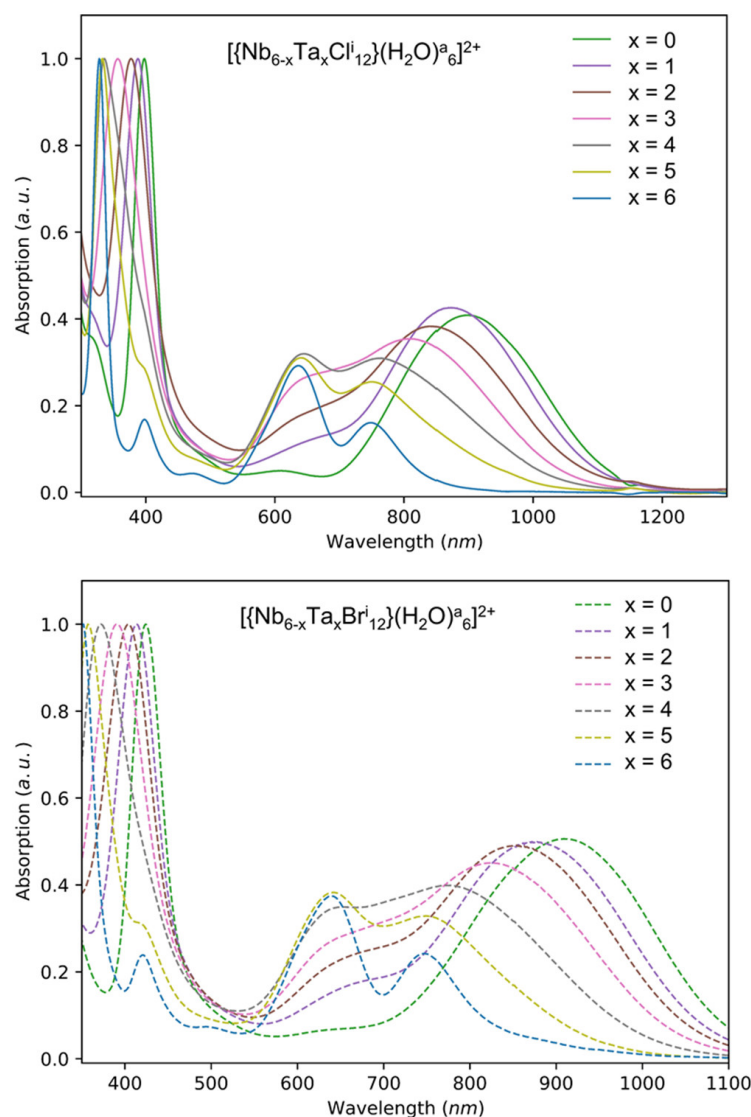 [{Nb₆₋ₓTaₓClⁱ₁₂}(H₂O)ᵃ₆]²⁺
x = 0
x = 1
x = 2
x = 3
x = 4
x = 5
x = 6
1.0
0.8
0.6
0.4
0.2
0.0
Absorption (a.u.)
400 600 800 1000 1200
Wavelength (nm)
[{Nb₆₋ₓTaₓBrⁱ₁₂}(H₂O)ᵃ₆]²⁺
x = 0
x = 1
x = 2
x = 3
x = 4
x = 5
x = 6
1.0
0.8
0.6
0.4
0.2
0.0
Absorption (a.u.)
400 500 600 700 800 900 1000 1100
Wavelength (nm)